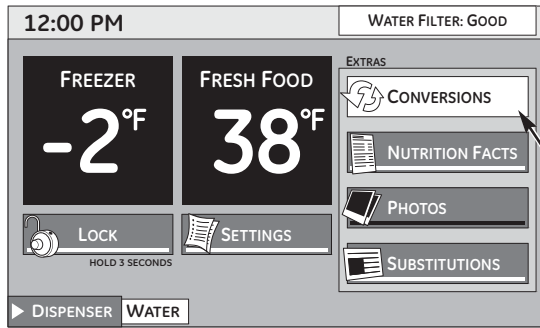 12:00 PM
WATER FILTER: GOOD
FREEZER
-2°F
FRESH FOOD
38°F
EXTRAS
CONVERSIONS
NUTRITION FACTS
PHOTOS
SUBSTITUTIONS
LOCK
HOLD 3 SECONDS
SETTINGS
DISPENSER WATER